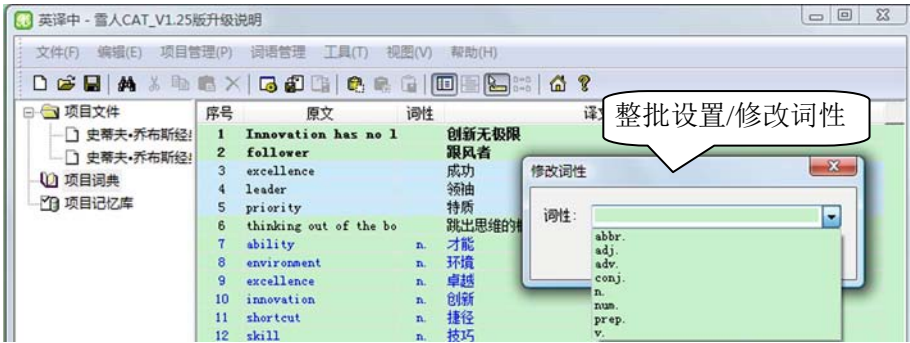 英译中 - 雪人CAT_V1.25版升级说明
文件(F) 编辑(E) 项目管理(P) 词语管理 工具(T) 视图(V) 帮助(H)
项目文件
史蒂夫•乔布斯经
史蒂夫•乔布斯经
项目词典
项目记忆库
序号 原文 词性 译文
1 Innovation has no l 创新无极限
2 follower 跟风者
3 excellence 成功
4 leader 领袖
5 priority 特质
6 thinking out of the bo 跳出思维的
7 ability n. 才能
8 environment n. 环境
9 excellence n. 卓越
10 innovation n. 创新
11 shortcut n. 捷径
12 skill n. 技巧
整批设置/修改词性
修改词性
词性:
abbr.
adj.
adv.
conj.
n.
num.
prep.
v.